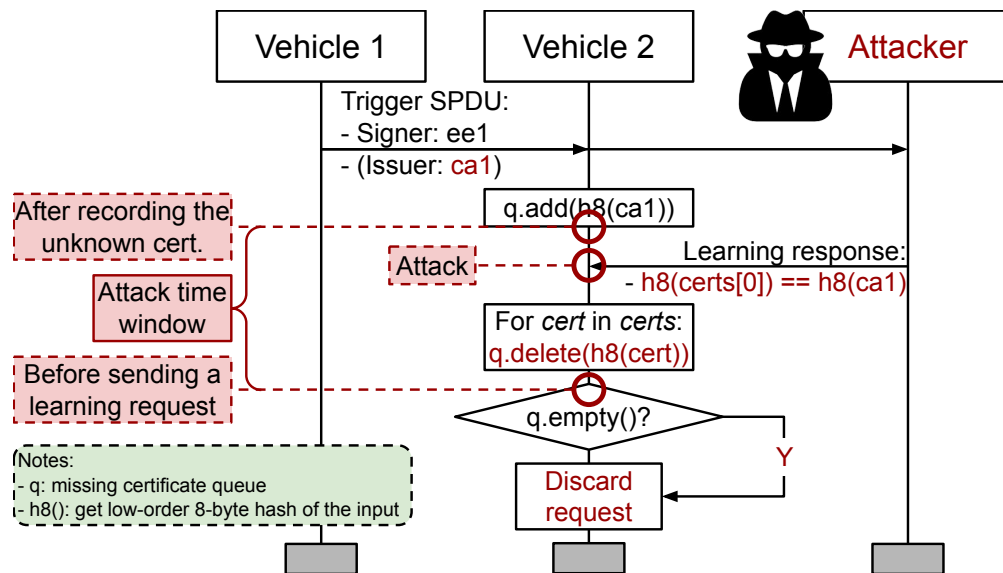 Vehicle 1
Vehicle 2
Attacker
Trigger SPDU:
- Signer: ee1
- (Issuer: ca1)
After recording the
unknown cert.
q.add(h8(ca1))
Attack
Learning response:
- h8(certs[0]) == h8(ca1)
Attack time
window
For cert in certs:
q.delete(h8(cert))
Before sending a
learning request
q.empty()?
Y
Notes:
- q: missing certificate queue
- h8(): get low-order 8-byte hash of the input
Discard
request